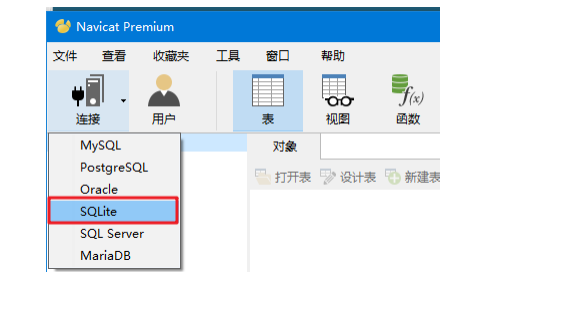 Navicat Premium
文件 查看 收藏夹 工具 窗口 帮助
f(x)
连接 用户 表 视图 函数
MySQL
对象
PostgreSQL
打开表 设计表 新建表
Oracle
SQLite
SQL Server
MariaDB